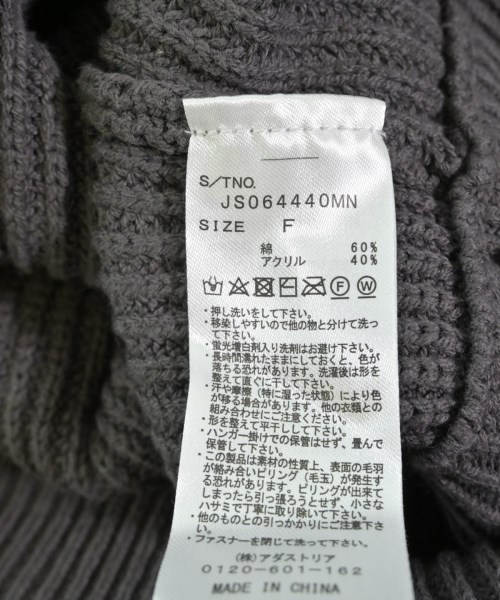 S/TNO.
JS064440MN
SIZE F
綿 60%
アクリル 40%
F W
・押し洗いをして下さい。
・移染しやすいので他の物と分けて洗っ
て下さい。
・蛍光増白剤入り洗剤はお避け下さい。
・長時間濡れたままにしておくと、色が
落ちる恐れがあります。洗濯後は形を
整えて直ぐに干して下さい。
・汗や摩擦（特に湿った状態）により色
が移る場合があります。他の衣類との
組み合わせにご注意ください。
・形を整えて平干しして下さい。
・ハンガー掛けでの保管はせず、畳んで
保管して下さい。
・この製品は素材の性質上、表面の毛羽
が絡み合いピリング（毛玉）が発生す
る恐れがあります。ピリングが出来て
しまったら引っ張ろうとせず、小さな
ハサミで丁寧に取り除いて下さい。
・他のものとの引っかかりにご注意下さ
い。
・ファスナーを閉じて洗って下さい。
(株)アダストリア
0120-601-162
MADE IN CHINA